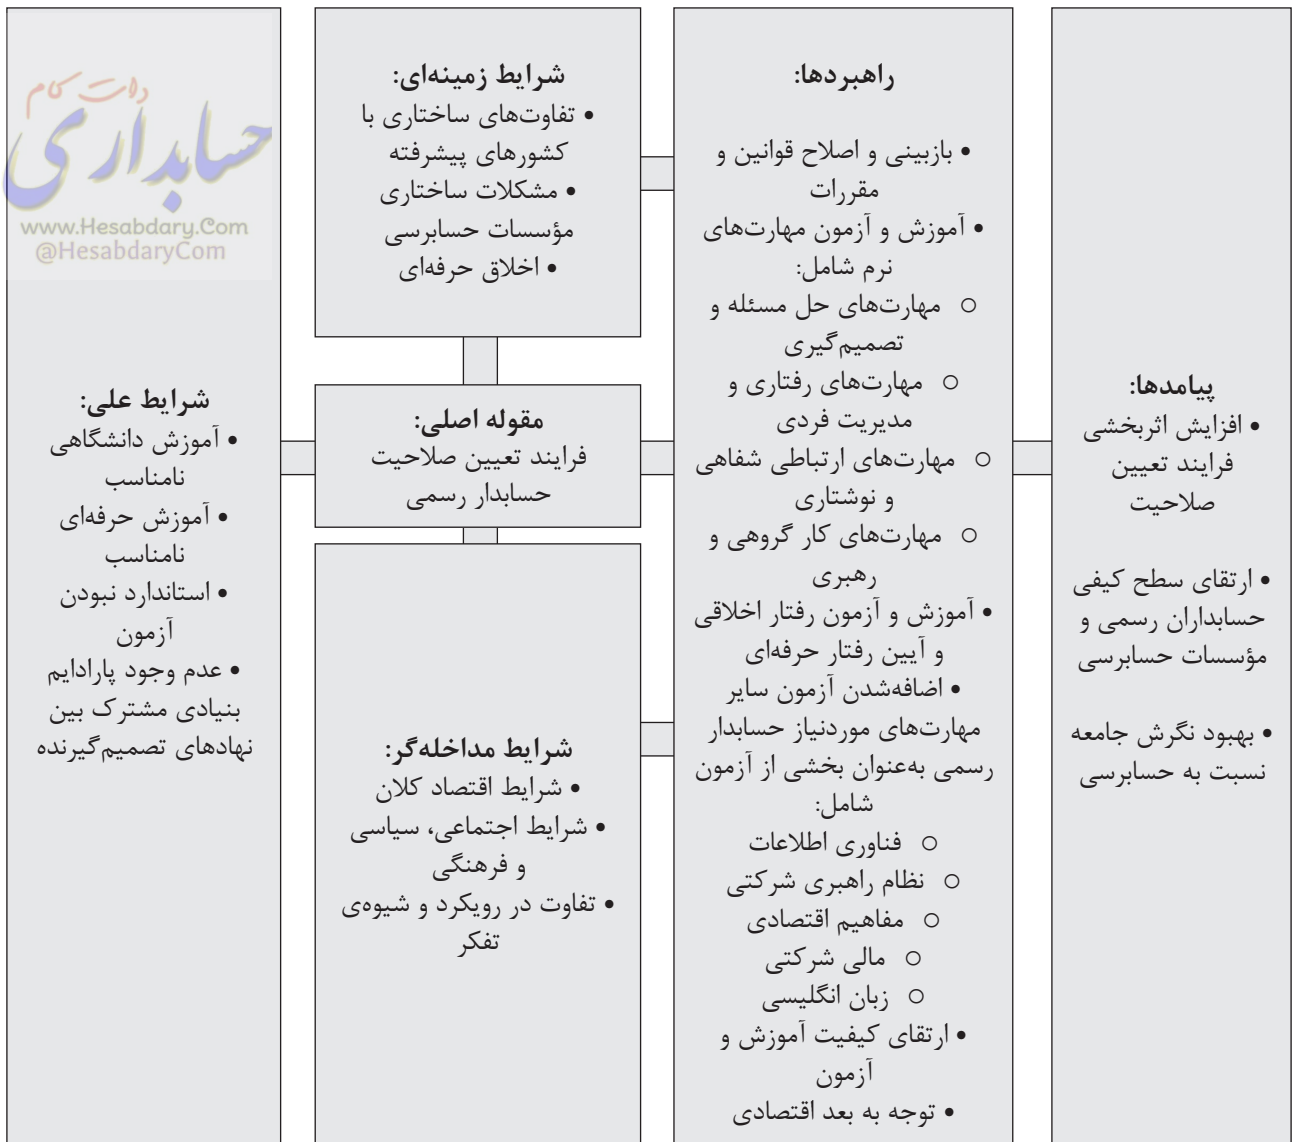 دات کام
حسابداری
www.Hesabdary.Com
@HesabdaryCom
شرایط علی:
• آموزش دانشگاهی
نامناسب
• آموزش حرفه‌ای
نامناسب
• استاندارد نبودن
آزمون
• عدم وجود پارادایم
بنیادی مشترک بین
نهادهای تصمیم‌گیرنده
شرایط زمینه‌ای:
• تفاوت‌های ساختاری با
کشورهای پیشرفته
• مشکلات ساختاری
مؤسسات حسابرسی
• اخلاق حرفه‌ای
مقوله اصلی:
فرایند تعیین صلاحیت
حسابدار رسمی
شرایط مداخله‌گر:
• شرایط اقتصاد کلان
• شرایط اجتماعی، سیاسی
و فرهنگی
• تفاوت در رویکرد و شیوه‌ی
تفکر
راهبردها:
• بازبینی و اصلاح قوانین و
مقررات
• آموزش و آزمون مهارت‌های
نرم شامل:
○ مهارت‌های حل مسئله و
تصمیم‌گیری
○ مهارت‌های رفتاری و
مدیریت فردی
○ مهارت‌های ارتباطی شفاهی
و نوشتاری
○ مهارت‌های کار گروهی و
رهبری
• آموزش و آزمون رفتار اخلاقی
و آیین رفتار حرفه‌ای
• اضافه‌شدن آزمون سایر
مهارت‌های موردنیاز حسابدار
رسمی به‌عنوان بخشی از آزمون
شامل:
○ فناوری اطلاعات
○ نظام راهبری شرکتی
○ مفاهیم اقتصادی
○ مالی شرکتی
○ زبان انگلیسی
• ارتقای کیفیت آموزش و
آزمون
• توجه به بعد اقتصادی
پیامدها:
• افزایش اثربخشی
فرایند تعیین
صلاحیت
• ارتقای سطح کیفی
حسابداران رسمی و
مؤسسات حسابرسی
• بهبود نگرش جامعه
نسبت به حسابرسی